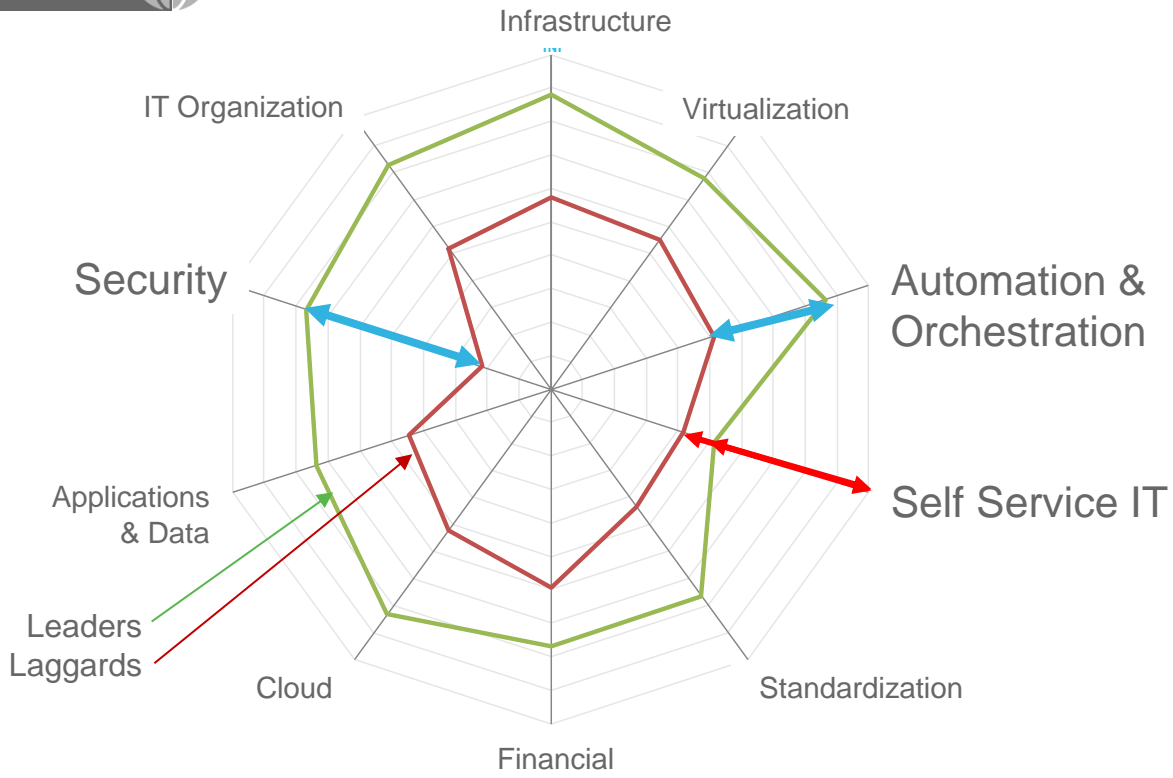 Infrastructure
IT Organization
Virtualization
Security
Automation &
Orchestration
Applications
& Data
Self Service IT
Leaders
Laggards
Cloud
Standardization
Financial